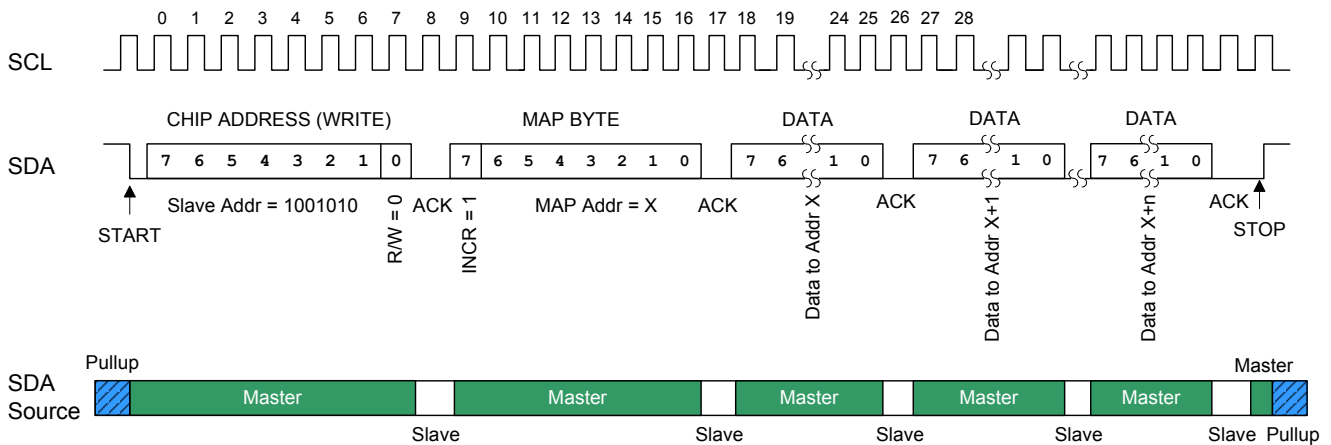 0 1 2 3 4 5 6 7 8 9 10 11 12 13 14 15 16 17 18 19 24 25 26 27 28
SCL
CHIP ADDRESS (WRITE) MAP BYTE DATA DATA DATA
SDA
7 6 5 4 3 2 1 0 7 6 5 4 3 2 1 0 7 6 1 0 7 6 1 0 7 6 1 0
Slave Addr = 1001010
R/W = 0
ACK
INCR = 1
MAP Addr = X
ACK
Data to Addr X
ACK
Data to Addr X+1
ACK
Data to Addr X+n
ACK
START
STOP
Pullup
Master
SDA
Source
Master Master Master Master Master
Slave Slave Slave Slave Slave Pullup